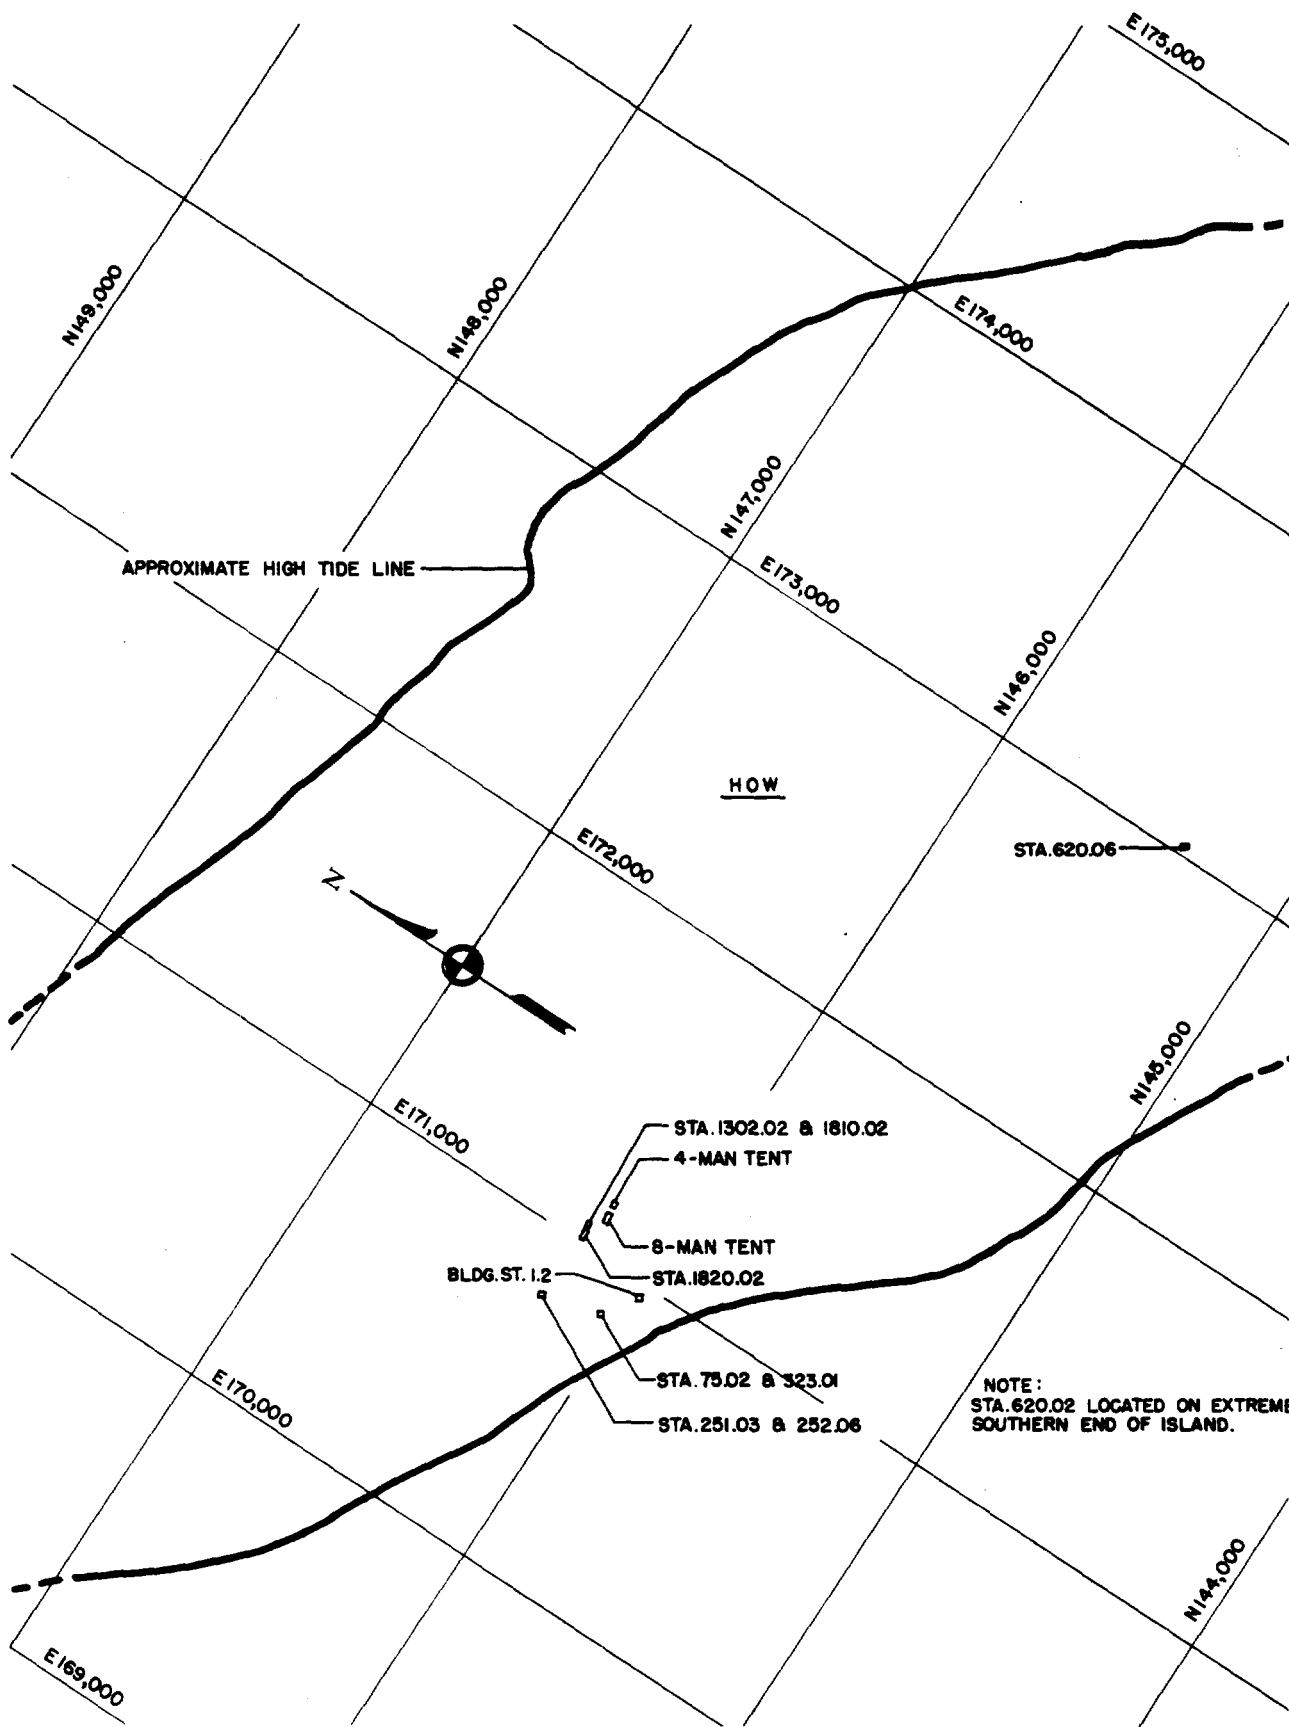 E175,000
N149,000
N148,000
E174,000
N147,000
APPROXIMATE HIGH TIDE LINE
E173,000
N146,000
HOW
E172,000
STA.620.06
N
N145,000
E171,000
STA.1302.02 & 1810.02
4-MAN TENT
8-MAN TENT
BLDG.ST. 1.2
STA.1820.02
E170,000
STA.75.02 & 323.01
STA.251.03 & 252.06
NOTE:
STA.620.02 LOCATED ON EXTREME
SOUTHERN END OF ISLAND.
N144,000
E169,000